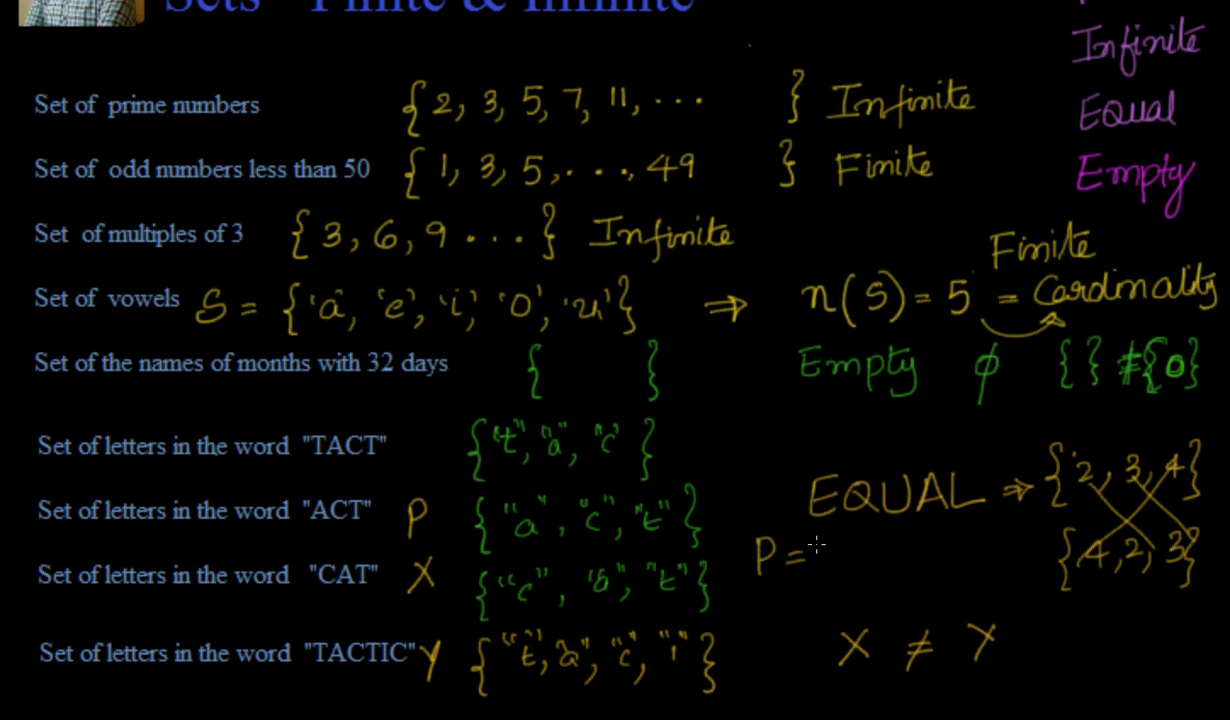 Sets - Finite & Infinite
Infinite
Equal
Empty
Set of prime numbers { 2, 3, 5, 7, 11, ... } Infinite
Set of odd numbers less than 50 { 1, 3, 5, . . ., 49 } Finite
Set of multiples of 3 { 3, 6, 9 . . . } Infinite
Finite
Set of vowels S = { 'a', 'e', 'i', 'o', 'u' } ⇒ n(S) = 5 = Cardinality
Set of the names of months with 32 days { } Empty ϕ { } ≠ {0}
Set of letters in the word "TACT" { "t", "a", "c" }
EQUAL ⇒ { 2, 3, 4 }
Set of letters in the word "ACT" P { "a", "c", "t" }
P = { 4, 2, 3 }
Set of letters in the word "CAT" X { "c", "a", "t" }
Set of letters in the word "TACTIC" Y { "t", "a", "c", "i" } X ≠ Y